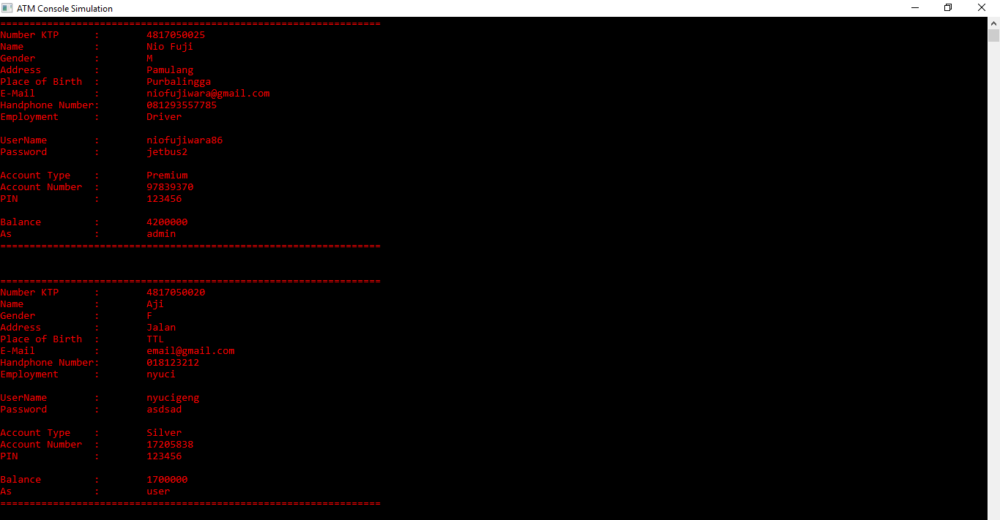 ATM Console Simulation
=================================================================
Number KTP      :        4817050025
Name            :        Nio Fuji
Gender          :        M
Address         :        Pamulang
Place of Birth  :        Purbalingga
E-Mail          :        niofujiwara@gmail.com
Handphone Number:        081293557785
Employment      :        Driver
UserName        :        niofujiwara86
Password        :        jetbus2
Account Type    :        Premium
Account Number  :        97839370
PIN             :        123456
Balance         :        4200000
As              :        admin
=================================================================
=================================================================
Number KTP      :        4817050020
Name            :        Aji
Gender          :        F
Address         :        Jalan
Place of Birth  :        TTL
E-Mail          :        email@gmail.com
Handphone Number:        018123212
Employment      :        nyuci
UserName        :        nyucigeng
Password        :        asdsad
Account Type    :        Silver
Account Number  :        17205838
PIN             :        123456
Balance         :        1700000
As              :        user
=================================================================